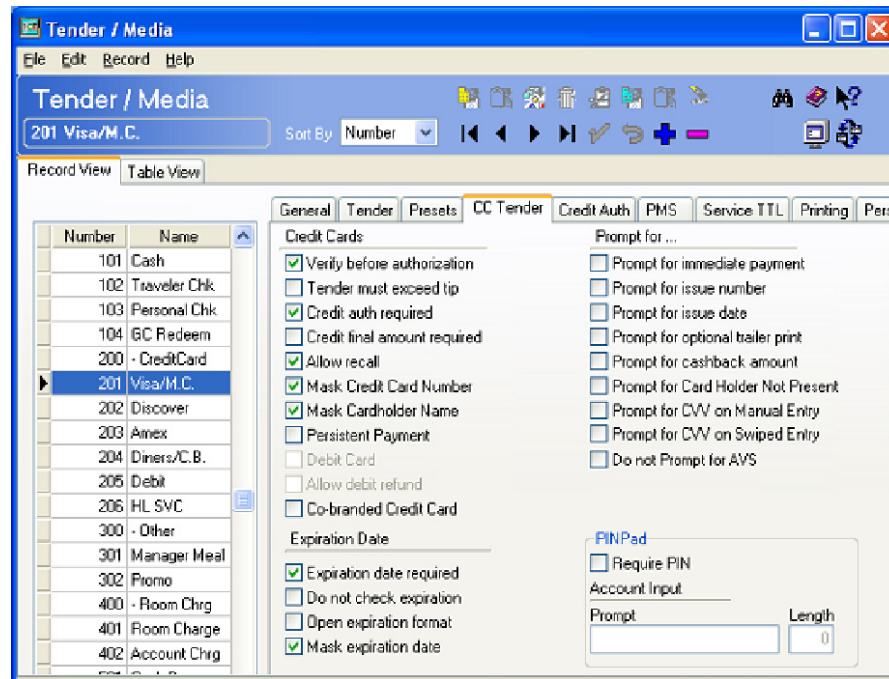 Tender / Media
File Edit Record Help
Tender / Media
201 Visa/M.C.
Sort By Number
Record View Table View
General Tender Presets CC Tender Credit Auth PMS Service TTL Printing Pers
Number Name
101 Cash
102 Traveler Chk
103 Personal Chk
104 GC Redeem
200 - CreditCard
201 Visa/M.C.
202 Discover
203 Amex
204 Diners/C.B.
205 Debit
206 HL SVC
300 - Other
301 Manager Meal
302 Promo
400 - Room Chrg
401 Room Charge
402 Account Chrg
Credit Cards
Verify before authorization
Tender must exceed tip
Credit auth required
Credit final amount required
Allow recall
Mask Credit Card Number
Mask Cardholder Name
Persistent Payment
Debit Card
Allow debit refund
Co-branded Credit Card
Expiration Date
Expiration date required
Do not check expiration
Open expiration format
Mask expiration date
Prompt for ...
Prompt for immediate payment
Prompt for issue number
Prompt for issue date
Prompt for optional trailer print
Prompt for cashback amount
Prompt for Card Holder Not Present
Prompt for CVV on Manual Entry
Prompt for CVV on Swiped Entry
Do not Prompt for AVS
PINPad
Require PIN
Account Input
Prompt Length
0